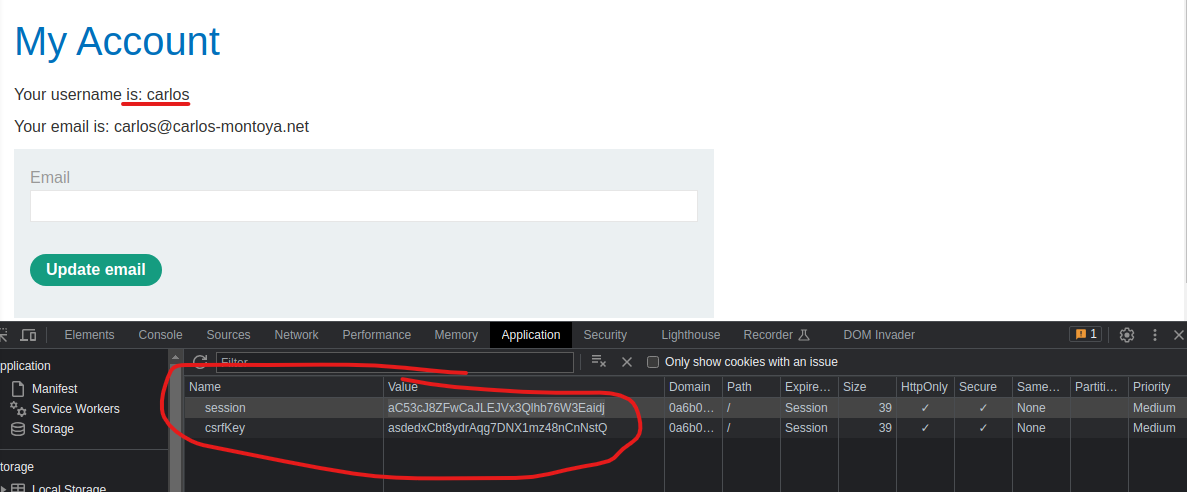 My Account
Your username is: carlos
Your email is: carlos@carlos-montoya.net
Email
Update email
Elements Console Sources Network Performance Memory Application Security Lighthouse Recorder DOM Invader 1
pplication Filter Only show cookies with an issue
Manifest
Service Workers
Storage
torage
Local Storage
Name Value Domain Path Expire... Size HttpOnly Secure Same... Partiti... Priority
session aC53cJ8ZFwCaJLEJVx3Qlhb76W3Eaidj 0a6b0... / Session 39 ✓ ✓ None Medium
csrfKey asdedxCbt8ydrAqg7DNX1mz48nCnNstQ 0a6b0... / Session 39 ✓ ✓ None Medium